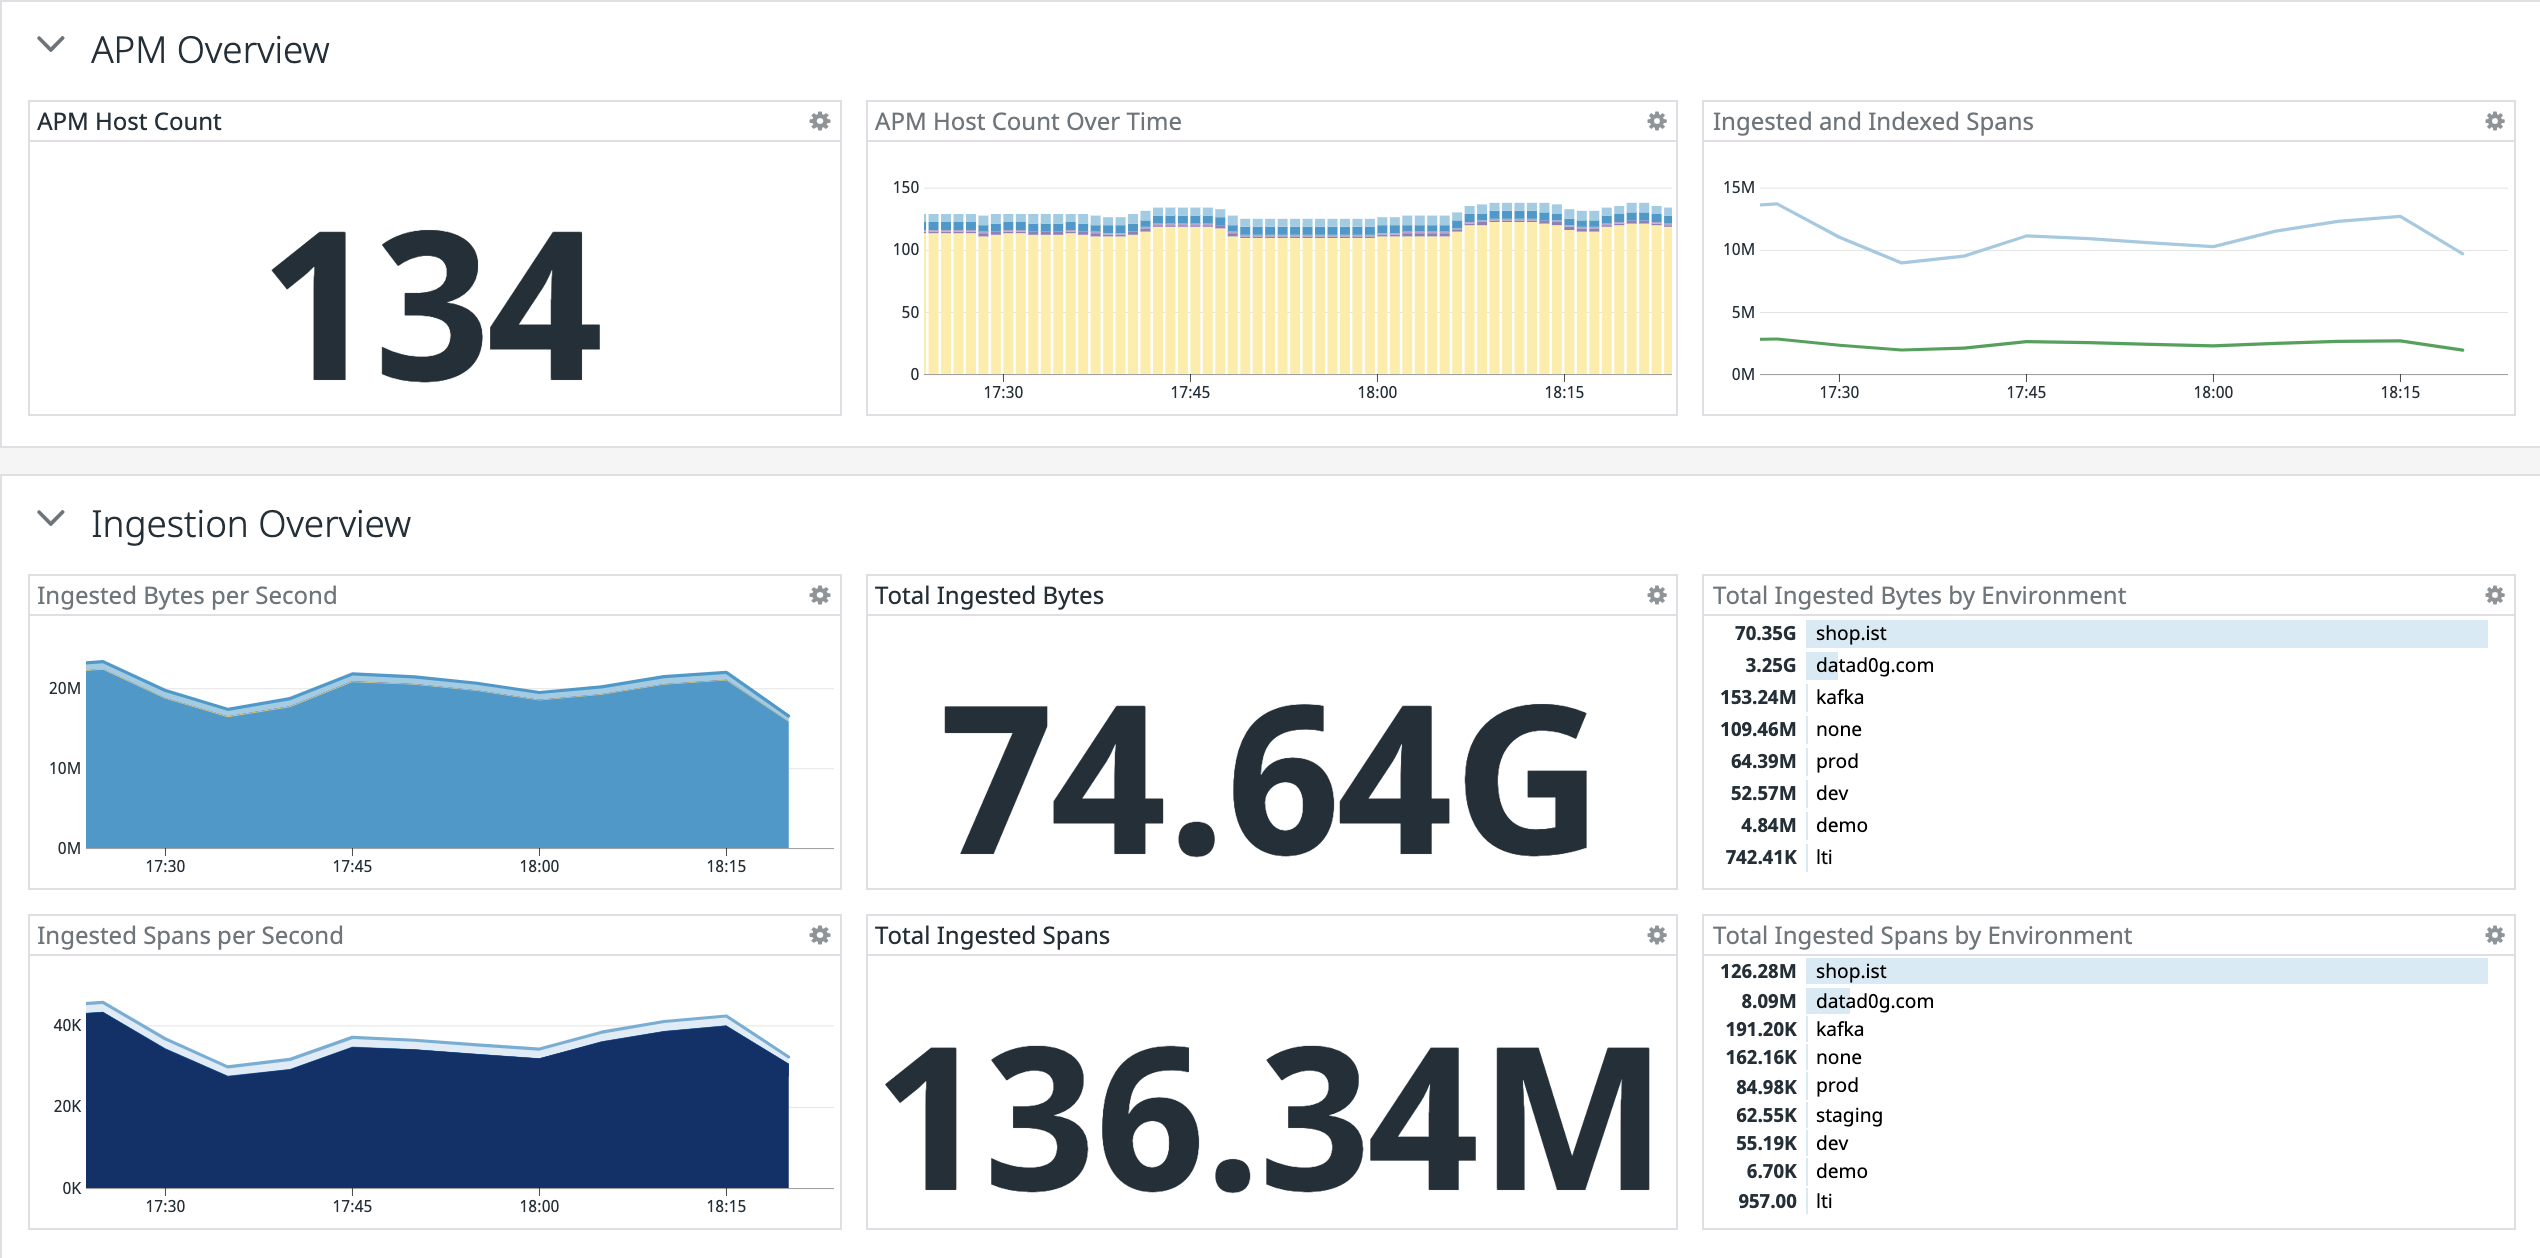 APM Overview
APM Host Count
134
APM Host Count Over Time
150
100
50
0
17:30 17:45 18:00 18:15
Ingested and Indexed Spans
15M
10M
5M
0M
17:30 17:45 18:00 18:15
Ingestion Overview
Ingested Bytes per Second
20M
10M
0M
17:30 17:45 18:00 18:15
Total Ingested Bytes
74.64G
Total Ingested Bytes by Environment
70.35G shop.ist
3.25G datad0g.com
153.24M kafka
109.46M none
64.39M prod
52.57M dev
4.84M demo
742.41K lti
Ingested Spans per Second
40K
20K
0K
17:30 17:45 18:00 18:15
Total Ingested Spans
136.34M
Total Ingested Spans by Environment
126.28M shop.ist
8.09M datad0g.com
191.20K kafka
162.16K none
84.98K prod
62.55K staging
55.19K dev
6.70K demo
957.00 lti